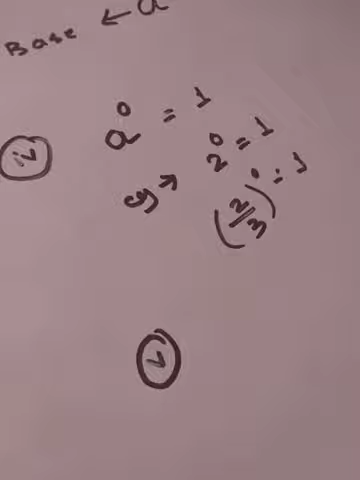 Base ← a
(iv) a⁰ = 1
eg → 2⁰ = 1
(2/3)⁰ = 1
(v)